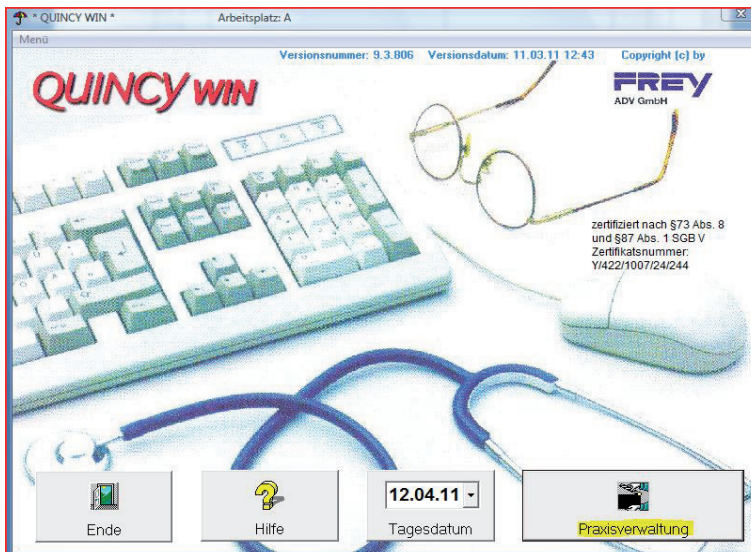 * QUINCY WIN * Arbeitsplatz: A
Menü
Versionsnummer: 9.3.806 Versionsdatum: 11.03.11 12:43 Copyright (c) by
QUINCY WIN
FREY
ADV GmbH
zertifiziert nach §73 Abs. 8
und §87 Abs. 1 SGB V
Zertifikatsnummer:
Y/422/1007/24/244
12.04.11
Ende Hilfe Tagesdatum Praxisverwaltung